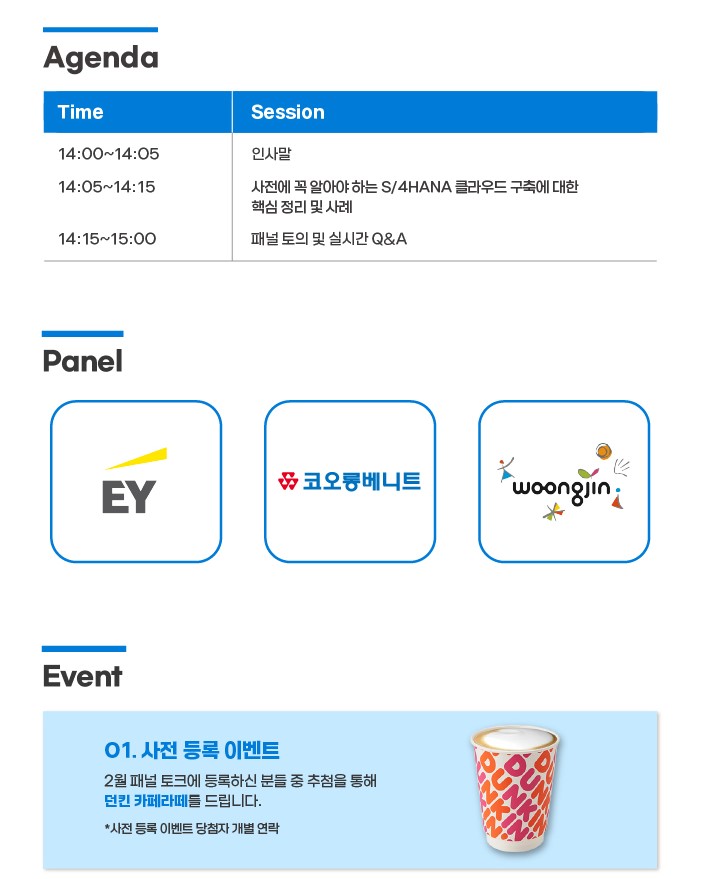 Agenda
Time Session
14:00~14:05 인사말
14:05~14:15 사전에 꼭 알아야 하는 S/4HANA 클라우드 구축에 대한
핵심 정리 및 사례
14:15~15:00 패널 토의 및 실시간 Q&A
Panel
EY
코오롱베니트
woongjin
Event
01. 사전 등록 이벤트
2월 패널 토크에 등록하신 분들 중 추첨을 통해
던킨 카페라떼를 드립니다.
*사전 등록 이벤트 당첨자 개별 연락
DUNKIN'